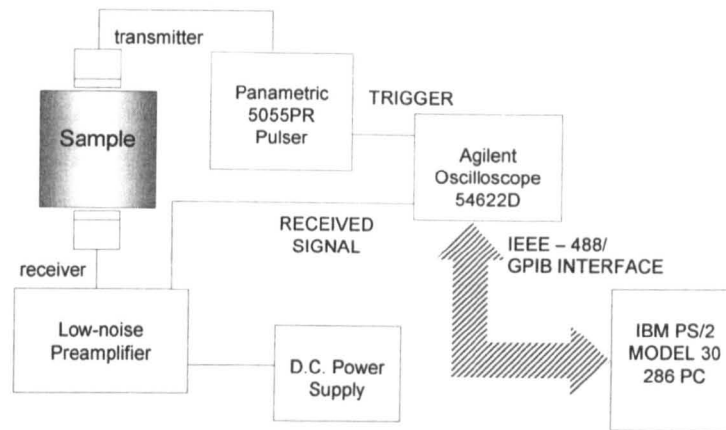 transmitter
Panametric
5055PR
Pulser
TRIGGER
Sample
Agilent
Oscilloscope
54622D
RECEIVED
SIGNAL
IEEE – 488/
GPIB INTERFACE
receiver
Low-noise
Preamplifier
D.C. Power
Supply
IBM PS/2
MODEL 30
286 PC